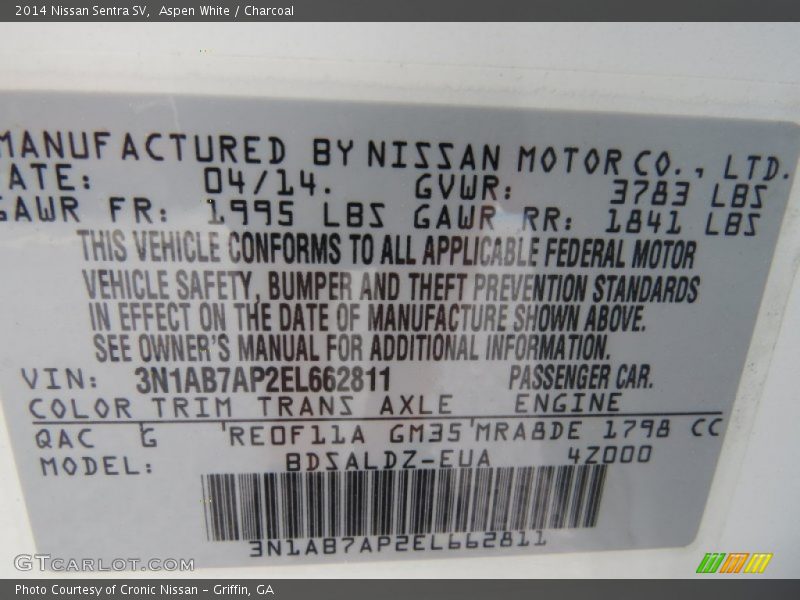 2014 Nissan Sentra SV,  Aspen White / Charcoal
MANUFACTURED BY NISSAN MOTOR CO., LTD.
ATE: 04/14. GVWR: 3783 LBS
GAWR FR: 1995 LBS GAWR RR: 1841 LBS
THIS VEHICLE CONFORMS TO ALL APPLICABLE FEDERAL MOTOR
VEHICLE SAFETY, BUMPER AND THEFT PREVENTION STANDARDS
IN EFFECT ON THE DATE OF MANUFACTURE SHOWN ABOVE.
SEE OWNER'S MANUAL FOR ADDITIONAL INFORMATION.
VIN: 3N1AB7AP2EL662811 PASSENGER CAR.
COLOR TRIM TRANS AXLE ENGINE
QAC G 'RE0F11A GM35'MRA8DE 1798 CC
MODEL: BDSALDZ-EUA 4Z000
3N1AB7AP2EL662811
GTCARLOT.COM
Photo Courtesy of Cronic Nissan - Griffin, GA